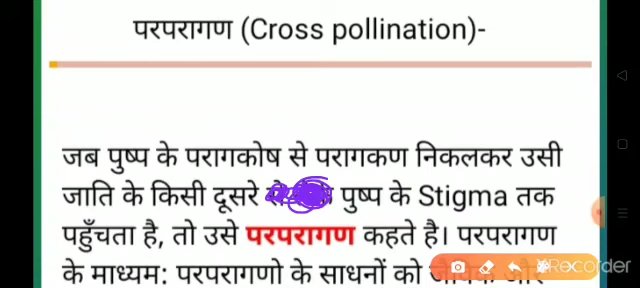 परपरागण (Cross pollination)-
जब पुष्प के परागकोष से परागकण निकलकर उसी
जाति के किसी दूसरे पुष्प के Stigma तक
पहुँचता है, तो उसे परपरागण कहते है। परपरागण
के माध्यम: परपरागणो के साधनों को
Recorder